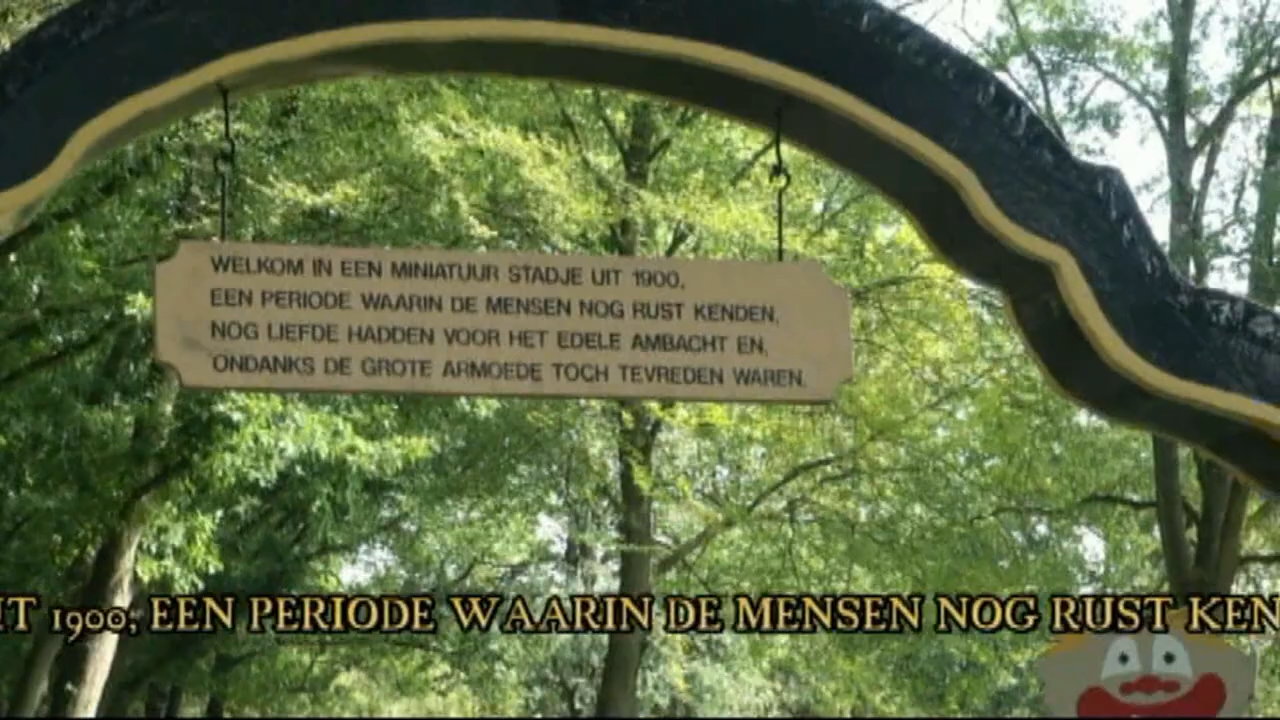 WELKOM IN EEN MINIATUUR STADJE UIT 1900,
EEN PERIODE WAARIN DE MENSEN NOG RUST KENDEN,
NOG LIEFDE HADDEN VOOR HET EDELE AMBACHT EN,
ONDANKS DE GROTE ARMOEDE TOCH TEVREDEN WAREN.
IT 1900; EEN PERIODE WAARIN DE MENSEN NOG RUST KEN